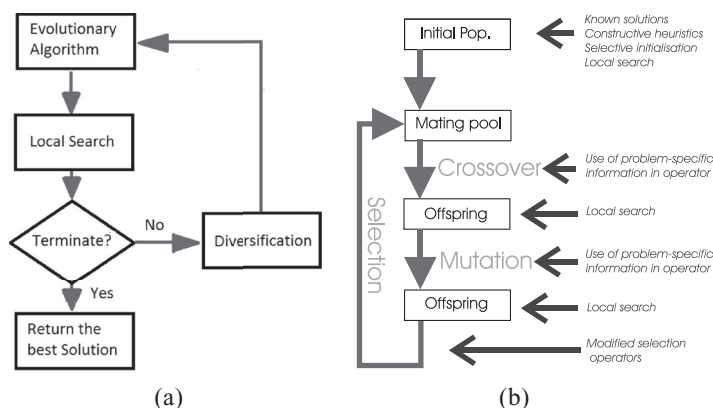 Evolutionary
Algorithm
Local Search
Terminate?
No
Diversification
Yes
Return the
best Solution
(a)
Initial Pop.
Known solutions
Constructive heuristics
Selective initialisation
Local search
Mating pool
Crossover
Use of problem-specific
information in operator
Offspring
Local search
Selection
Mutation
Use of problem-specific
information in operator
Offspring
Local search
Modified selection
operators
(b)